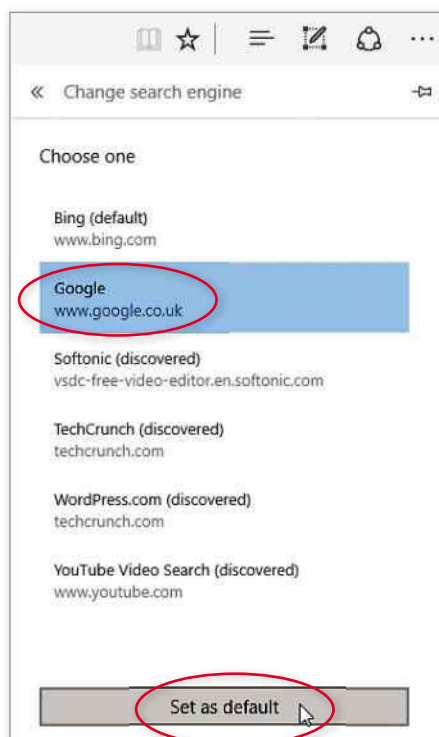 Change search engine
Choose one
Bing (default)
www.bing.com
Google
www.google.co.uk
Softonic (discovered)
vsdc-free-video-editor.en.softonic.com
TechCrunch (discovered)
techcrunch.com
WordPress.com (discovered)
techcrunch.com
YouTube Video Search (discovered)
www.youtube.com
Set as default